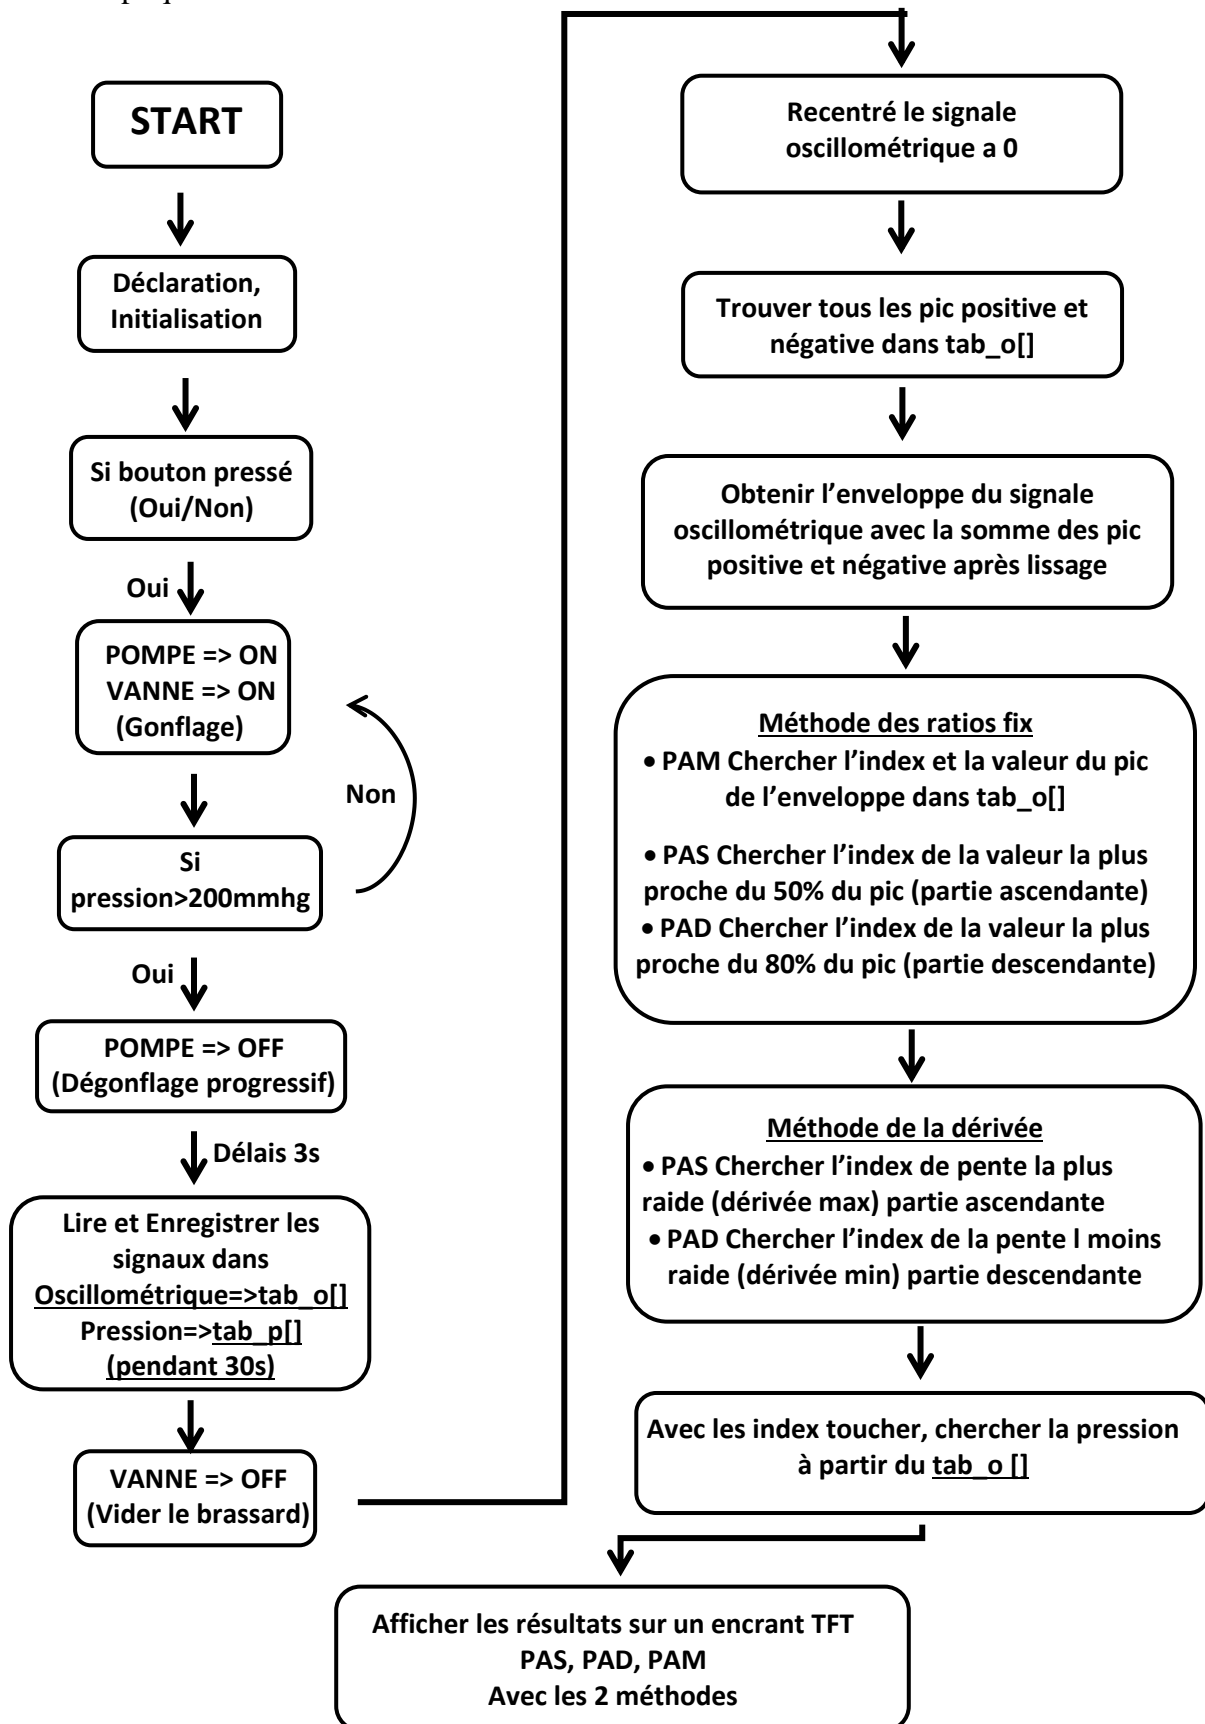 START
Déclaration,
Initialisation
Si bouton pressé
(Oui/Non)
Oui
POMPE => ON
VANNE => ON
(Gonflage)
Non
Si
pression>200mmhg
Oui
POMPE => OFF
(Dégonflage progressif)
Délais 3s
Lire et Enregistrer les
signaux dans
Oscillométrique=>tab_o[]
Pression=>tab_p[]
(pendant 30s)
VANNE => OFF
(Vider le brassard)
Recentré le signale
oscillométrique a 0
Trouver tous les pic positive et
négative dans tab_o[]
Obtenir l’enveloppe du signale
oscillométrique avec la somme des pic
positive et négative après lissage
Méthode des ratios fix
• PAM Chercher l’index et la valeur du pic
de l’enveloppe dans tab_o[]
• PAS Chercher l’index de la valeur la plus
proche du 50% du pic (partie ascendante)
• PAD Chercher l’index de la valeur la plus
proche du 80% du pic (partie descendante)
Méthode de la dérivée
• PAS Chercher l’index de pente la plus
raide (dérivée max) partie ascendante
• PAD Chercher l’index de la pente l moins
raide (dérivée min) partie descendante
Avec les index toucher, chercher la pression
à partir du tab_o []
Afficher les résultats sur un encrant TFT
PAS, PAD, PAM
Avec les 2 méthodes